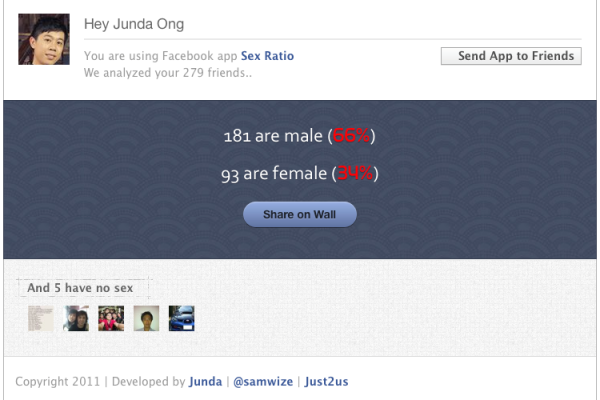 Hey Junda Ong
You are using Facebook app Sex Ratio
Send App to Friends
We analyzed your 279 friends..
181 are male (66%)
93 are female (34%)
Share on Wall
And 5 have no sex
Copyright 2011 | Developed by Junda | @samwize | Just2us